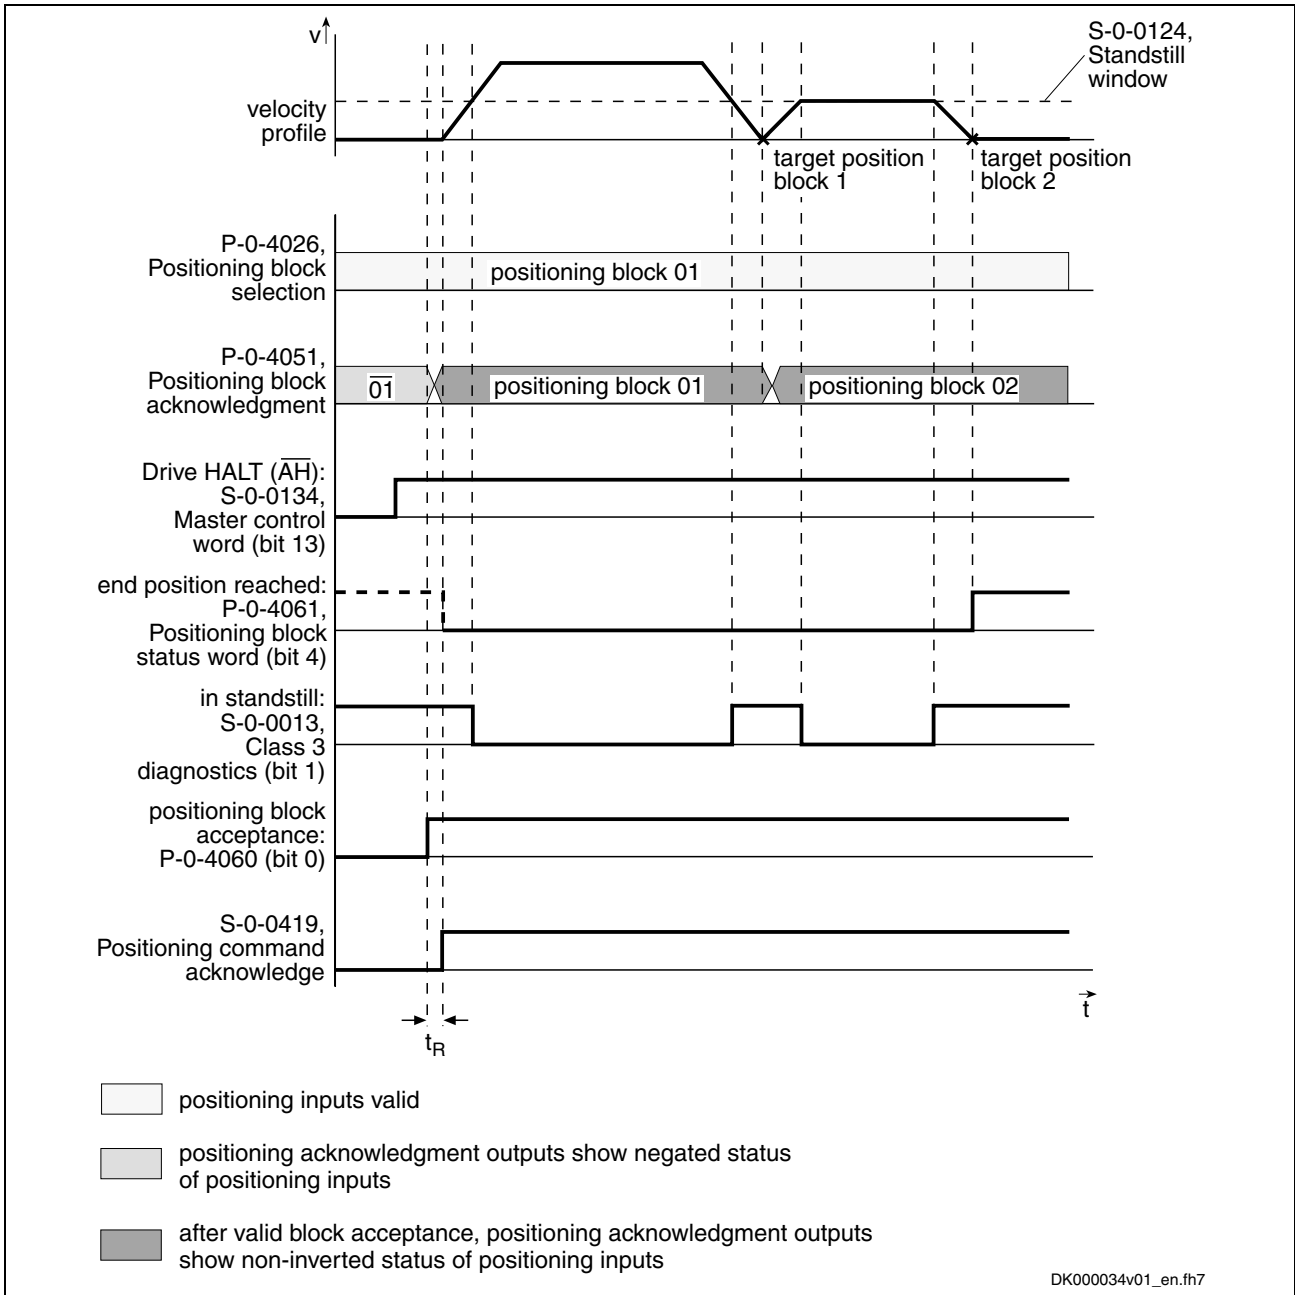 v
S-0-0124,
Standstill
window
velocity
profile
target position
block 1
target position
block 2
P-0-4026,
Positioning block
selection
positioning block 01
P-0-4051,
Positioning block
acknowledgment
0̅1̅
positioning block 01
positioning block 02
Drive HALT (A̅H̅):
S-0-0134,
Master control
word (bit 13)
end position reached:
P-0-4061,
Positioning block
status word (bit 4)
in standstill:
S-0-0013,
Class 3
diagnostics (bit 1)
positioning block
acceptance:
P-0-4060 (bit 0)
S-0-0419,
Positioning command
acknowledge
t
tR
positioning inputs valid
positioning acknowledgment outputs show negated status
of positioning inputs
after valid block acceptance, positioning acknowledgment outputs
show non-inverted status of positioning inputs
DK000034v01_en.fh7